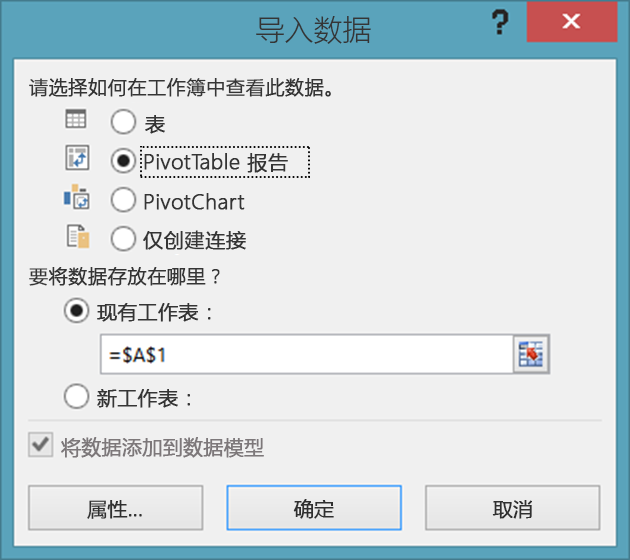 导入数据
?
请选择如何在工作簿中查看此数据。
表
PivotTable 报告
PivotChart
仅创建连接
要将数据存放在哪里？
现有工作表：
=$A$1
新工作表：
将数据添加到数据模型
属性...
确定
取消